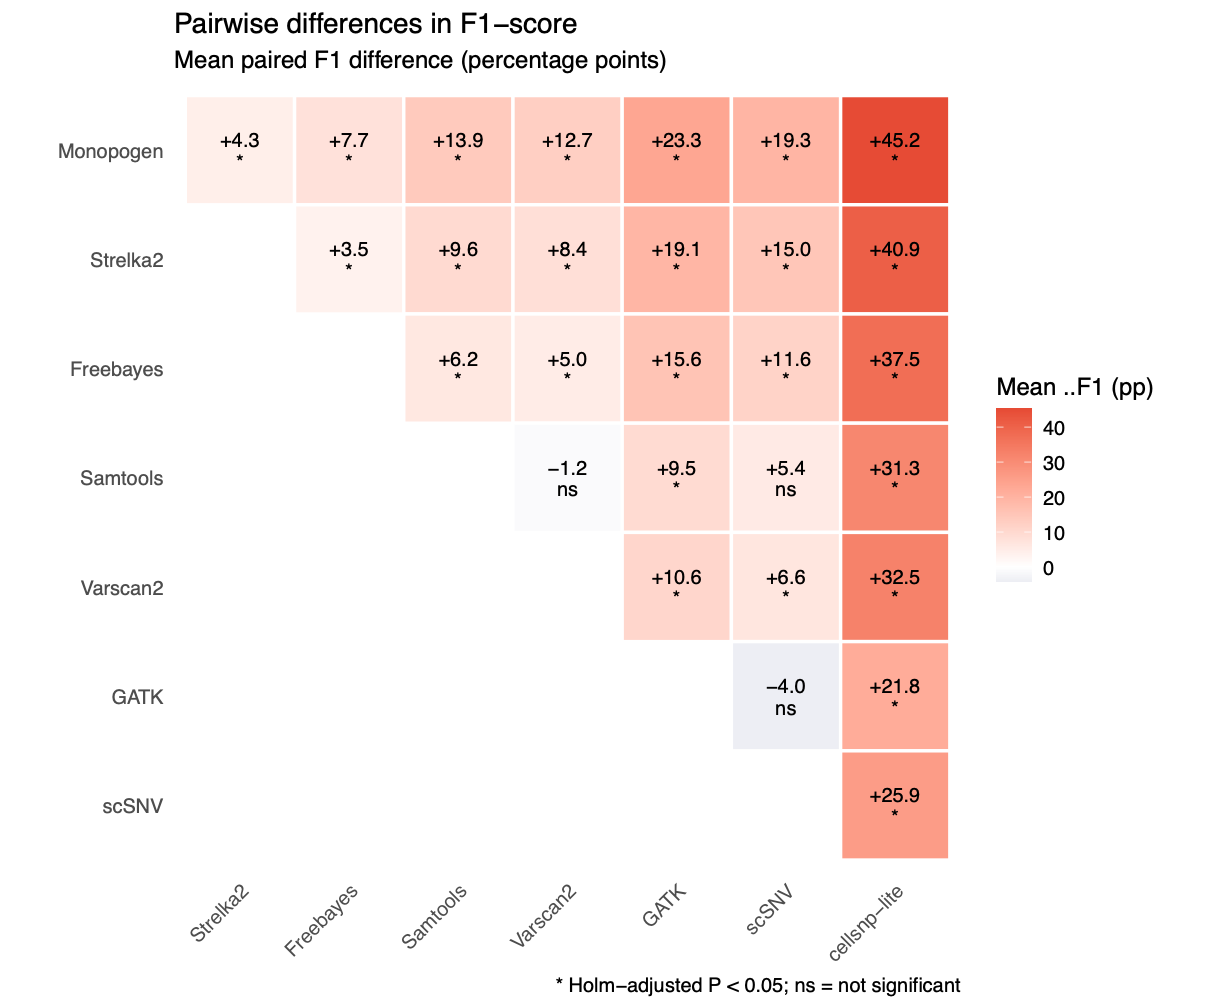 Pairwise differences in F1−score
Mean paired F1 difference (percentage points)
Monopogen +4.3 +7.7 +13.9 +12.7 +23.3 +19.3 +45.2
* * * * * * *
Strelka2 +3.5 +9.6 +8.4 +19.1 +15.0 +40.9
* * * * * *
Freebayes +6.2 +5.0 +15.6 +11.6 +37.5
* * * * *
Samtools −1.2 +9.5 +5.4 +31.3
ns * ns *
Varscan2 +10.6 +6.6 +32.5
* * *
GATK −4.0 +21.8
ns *
scSNV +25.9
*
Strelka2 Freebayes Samtools Varscan2 GATK scSNV cellsnp−lite
Mean ..F1 (pp)
40
30
20
10
0
* Holm−adjusted P < 0.05; ns = not significant